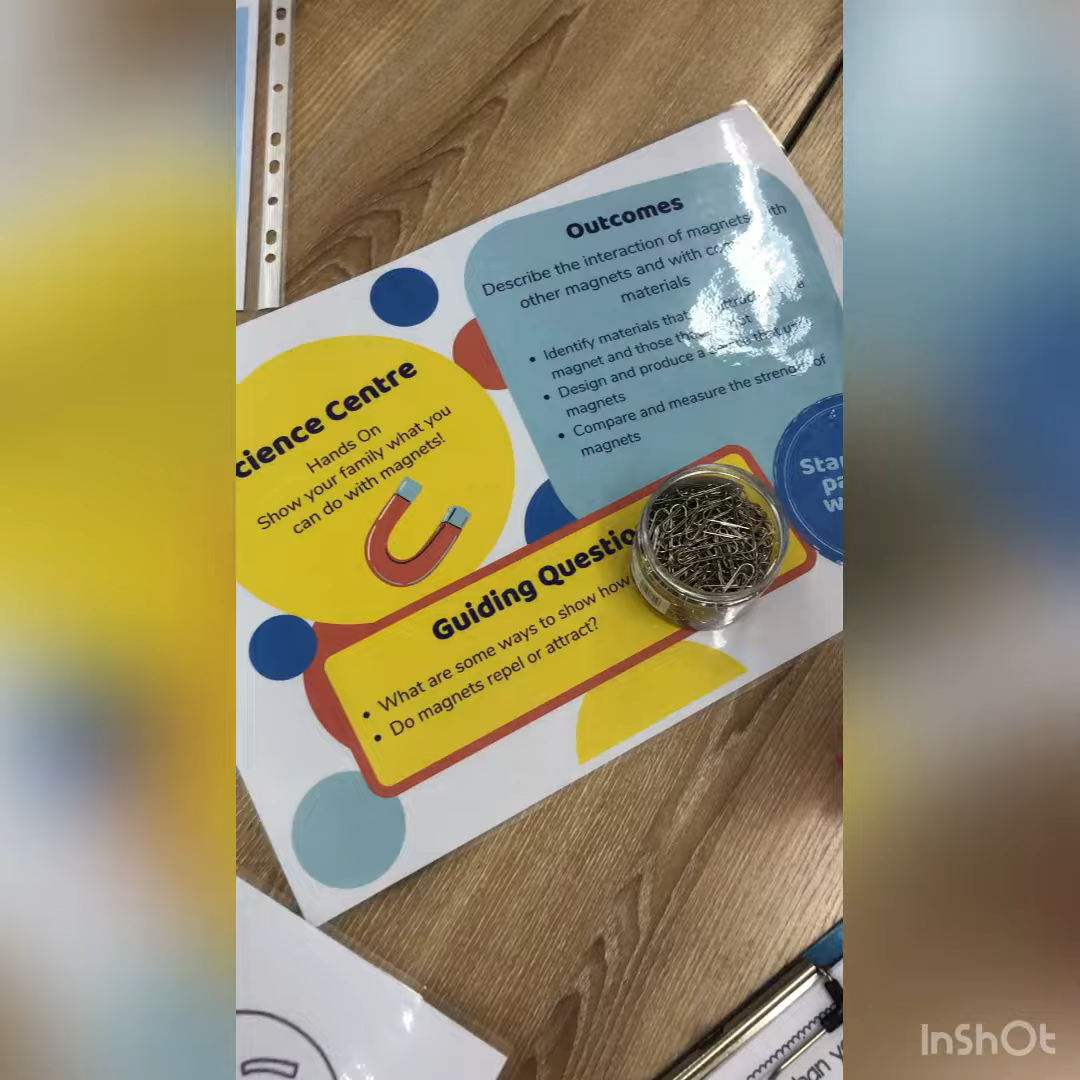 cience Centre
Hands On
Show your family what you
can do with magnets!
Outcomes
Describe the interaction of magnets
other magnets and with
materials
• Identify materials that
magnet and those
• Design and produce a
magnets
• Compare and measure the strength of
magnets
Guiding Questio
• What are some ways to show how
• Do magnets repel or attract?
InShOt